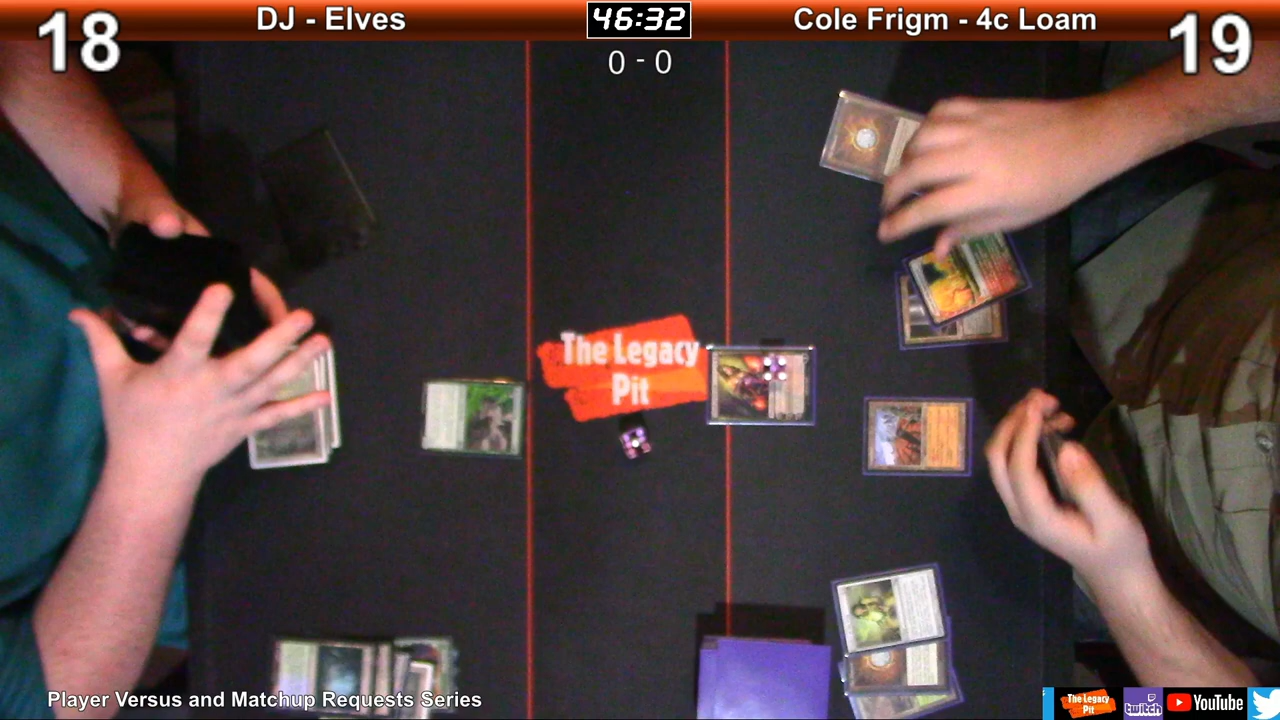 18
DJ - Elves
46:32
Cole Frigm - 4c Loam
19
0 - 0
The Legacy
Pit
Player Versus and Matchup Requests Series
The Legacy
Pit
twitch
YouTube